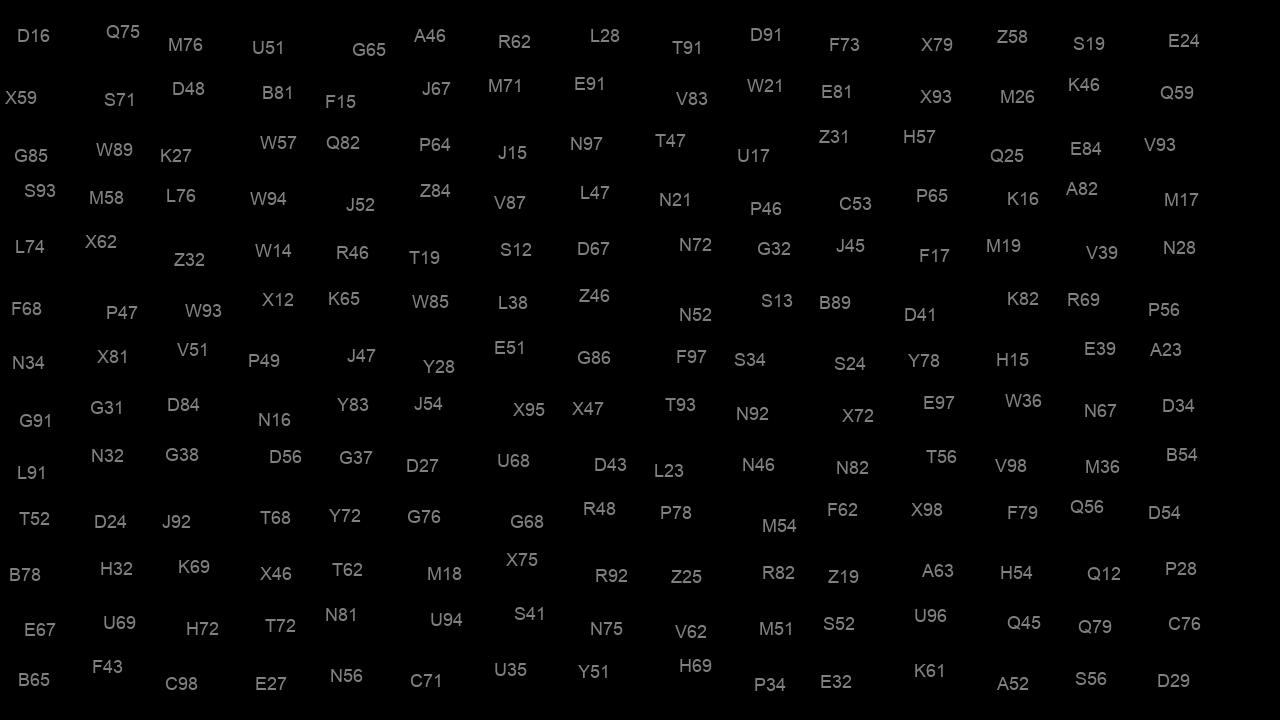 D16 Q75 M76 U51 G65 A46 R62 L28 T91 D91 F73 X79 Z58 S19 E24
X59 S71 D48 B81 F15 J67 M71 E91 V83 W21 E81 X93 M26 K46 Q59
G85 W89 K27 W57 Q82 P64 J15 N97 T47 U17 Z31 H57 Q25 E84 V93
S93 M58 L76 W94 J52 Z84 V87 L47 N21 P46 C53 P65 K16 A82 M17
L74 X62 Z32 W14 R46 T19 S12 D67 N72 G32 J45 F17 M19 V39 N28
F68 P47 W93 X12 K65 W85 L38 Z46 N52 S13 B89 D41 K82 R69 P56
N34 X81 V51 P49 J47 Y28 E51 G86 F97 S34 S24 Y78 H15 E39 A23
G91 G31 D84 N16 Y83 J54 X95 X47 T93 N92 X72 E97 W36 N67 D34
L91 N32 G38 D56 G37 D27 U68 D43 L23 N46 N82 T56 V98 M36 B54
T52 D24 J92 T68 Y72 G76 G68 R48 P78 M54 F62 X98 F79 Q56 D54
B78 H32 K69 X46 T62 M18 X75 R92 Z25 R82 Z19 A63 H54 Q12 P28
E67 U69 H72 T72 N81 U94 S41 N75 V62 M51 S52 U96 Q45 Q79 C76
B65 F43 C98 E27 N56 C71 U35 Y51 H69 P34 E32 K61 A52 S56 D29